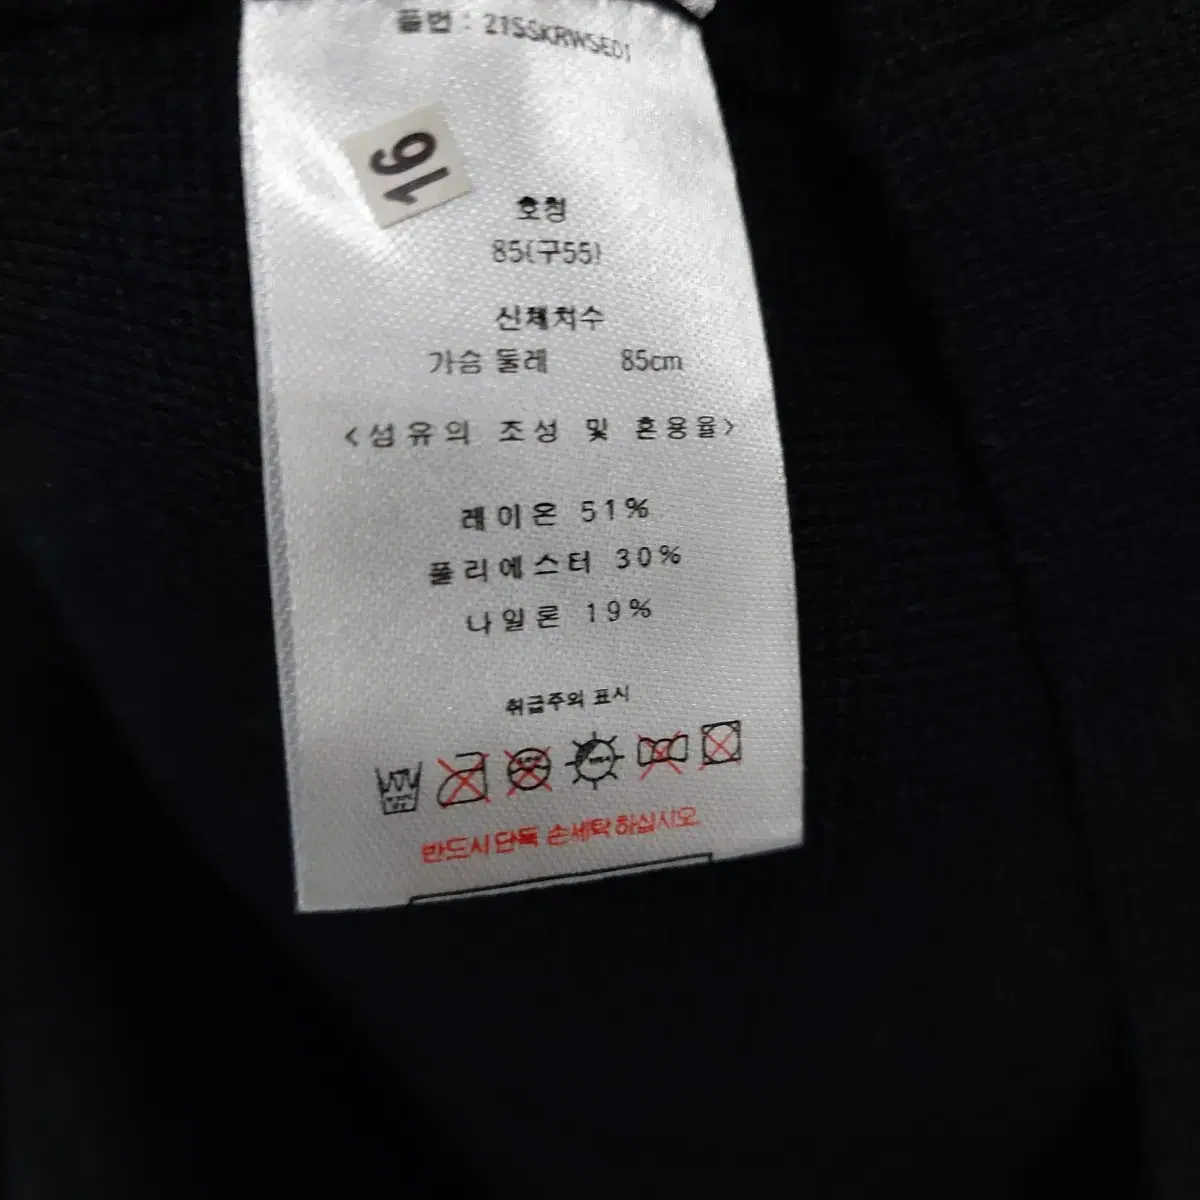 품번 : 21SSKRWSE01
16
호칭
85(구55)
신체치수
가슴 둘레 85cm
<섬유의 조성 및 혼용율>
레이온 51%
폴리에스터 30%
나일론 19%
취급주의 표시
반드시 단독 손세탁 하십시오.